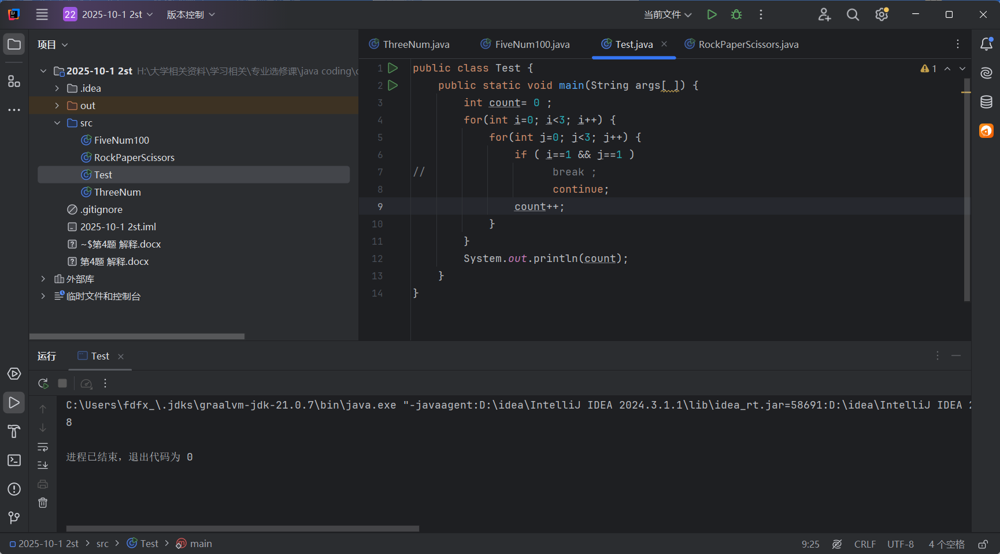 22 2025-10-1 2st 版本控制 当前文件
项目
2025-10-1 2st H:\大学相关资料\学习相关\专业选修课\java coding\
.idea
out
src
FiveNum100
RockPaperScissors
Test
ThreeNum
.gitignore
2025-10-1 2st.iml
~$第4题 解释.docx
第4题 解释.docx
外部库
临时文件和控制台
ThreeNum.java FiveNum100.java Test.java RockPaperScissors.java
1 public class Test { 1
2 public static void main(String args[ ]) {
3 int count= 0 ;
4 for(int i=0; i<3; i++) {
5 for(int j=0; j<3; j++) {
6 if ( i==1 && j==1 )
7 // break ;
8 continue;
9 count++;
10 }
11 }
12 System.out.println(count);
13 }
14 }
运行 Test
C:\Users\fdfx_\.jdks\graalvm-jdk-21.0.7\bin\java.exe "-javaagent:D:\idea\IntelliJ IDEA 2024.3.1.1\lib\idea_rt.jar=58691:D:\idea\IntelliJ IDEA 2
8
进程已结束，退出代码为 0
2025-10-1 2st src Test main 9:25 CRLF UTF-8 4 个空格